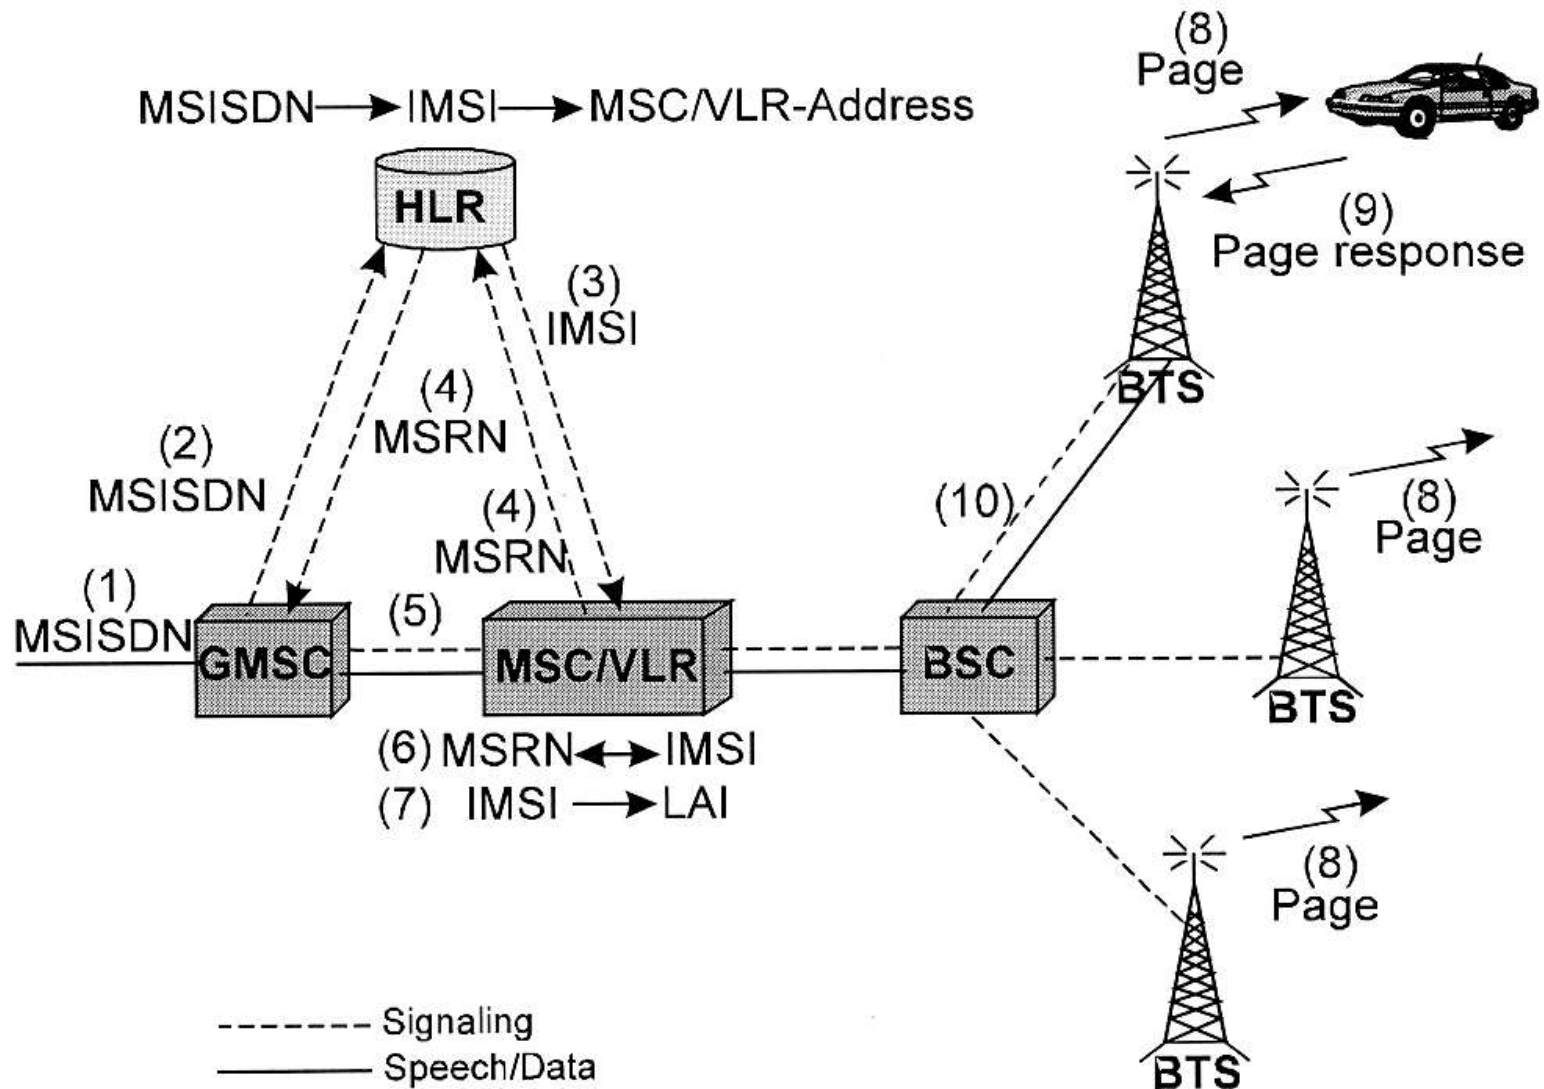 (8)
Page
MSISDN → IMSI → MSC/VLR-Address
HLR
(9)
Page response
(3)
IMSI
(4)
MSRN
BTS
(2)
MSISDN
(4)
MSRN
(10)
(8)
Page
(1)
MSISDN
(5)
GMSC
MSC/VLR
BSC
BTS
(6) MSRN ↔ IMSI
(7) IMSI → LAI
(8)
Page
Signaling
Speech/Data
BTS